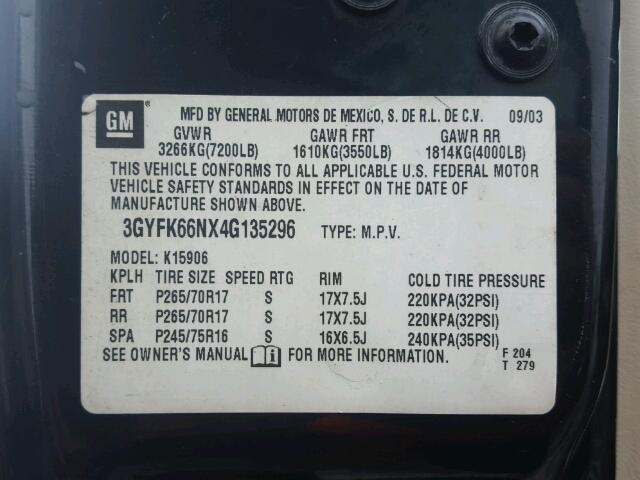 GM ® MFD BY GENERAL MOTORS DE MEXICO, S. DE R.L. DE C.V. 09/03
GVWR GAWR FRT GAWR RR
3266KG(7200LB) 1610KG(3550LB) 1814KG(4000LB)
THIS VEHICLE CONFORMS TO ALL APPLICABLE U.S. FEDERAL MOTOR
VEHICLE SAFETY STANDARDS IN EFFECT ON THE DATE OF
MANUFACTURE SHOWN ABOVE.
3GYFK66NX4G135296 TYPE: M.P.V.
MODEL: K15906
KPLH TIRE SIZE SPEED RTG RIM COLD TIRE PRESSURE
FRT P265/70R17 S 17X7.5J 220KPA(32PSI)
RR P265/70R17 S 17X7.5J 220KPA(32PSI)
SPA P245/75R16 S 16X6.5J 240KPA(35PSI)
SEE OWNER'S MANUAL FOR MORE INFORMATION. F 204
T 279